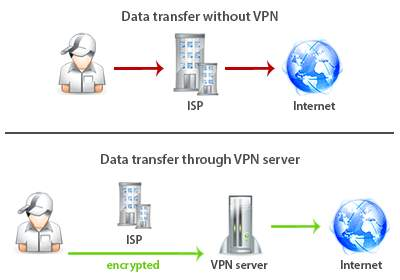 Data transfer without VPN
ISP
Internet
Data transfer through VPN server
ISP
encrypted
VPN server
Internet